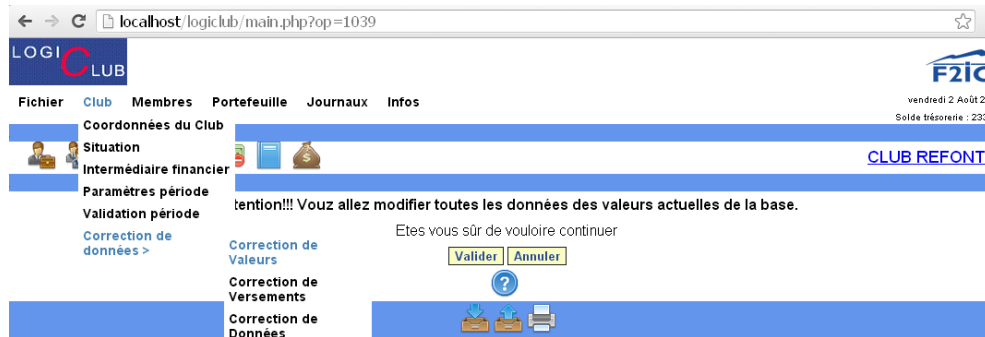 localhost/logiclub/main.php?op=1039
LOGI CLUB
F2IC
Fichier Club Membres Portefeuille Journaux Infos
vendredi 2 Août 2
Solde trésorerie : 233
Coordonnées du Club
Situation
Intermédiaire financier
CLUB REFONT
Paramètres période
Validation période
tention!!! Vouz allez modifier toutes les données des valeurs actuelles de la base.
Etes vous sûr de vouloire continuer
Correction de
données >
Correction de
Valeurs
Valider Annuler
Correction de
Versements
Correction de
Données